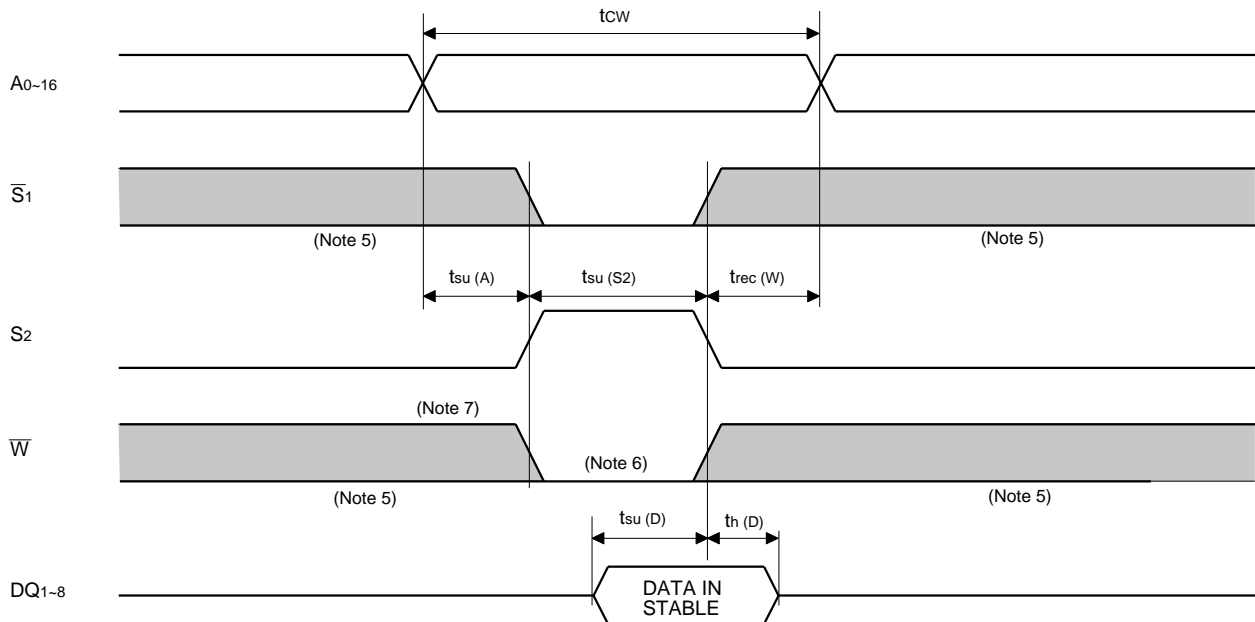 tCW
A0~16
S1
(Note 5) (Note 5)
tsu (A) tsu (S2) trec (W)
S2
(Note 7)
W
(Note 6)
(Note 5) (Note 5)
tsu (D) th (D)
DQ1~8
DATA IN
STABLE